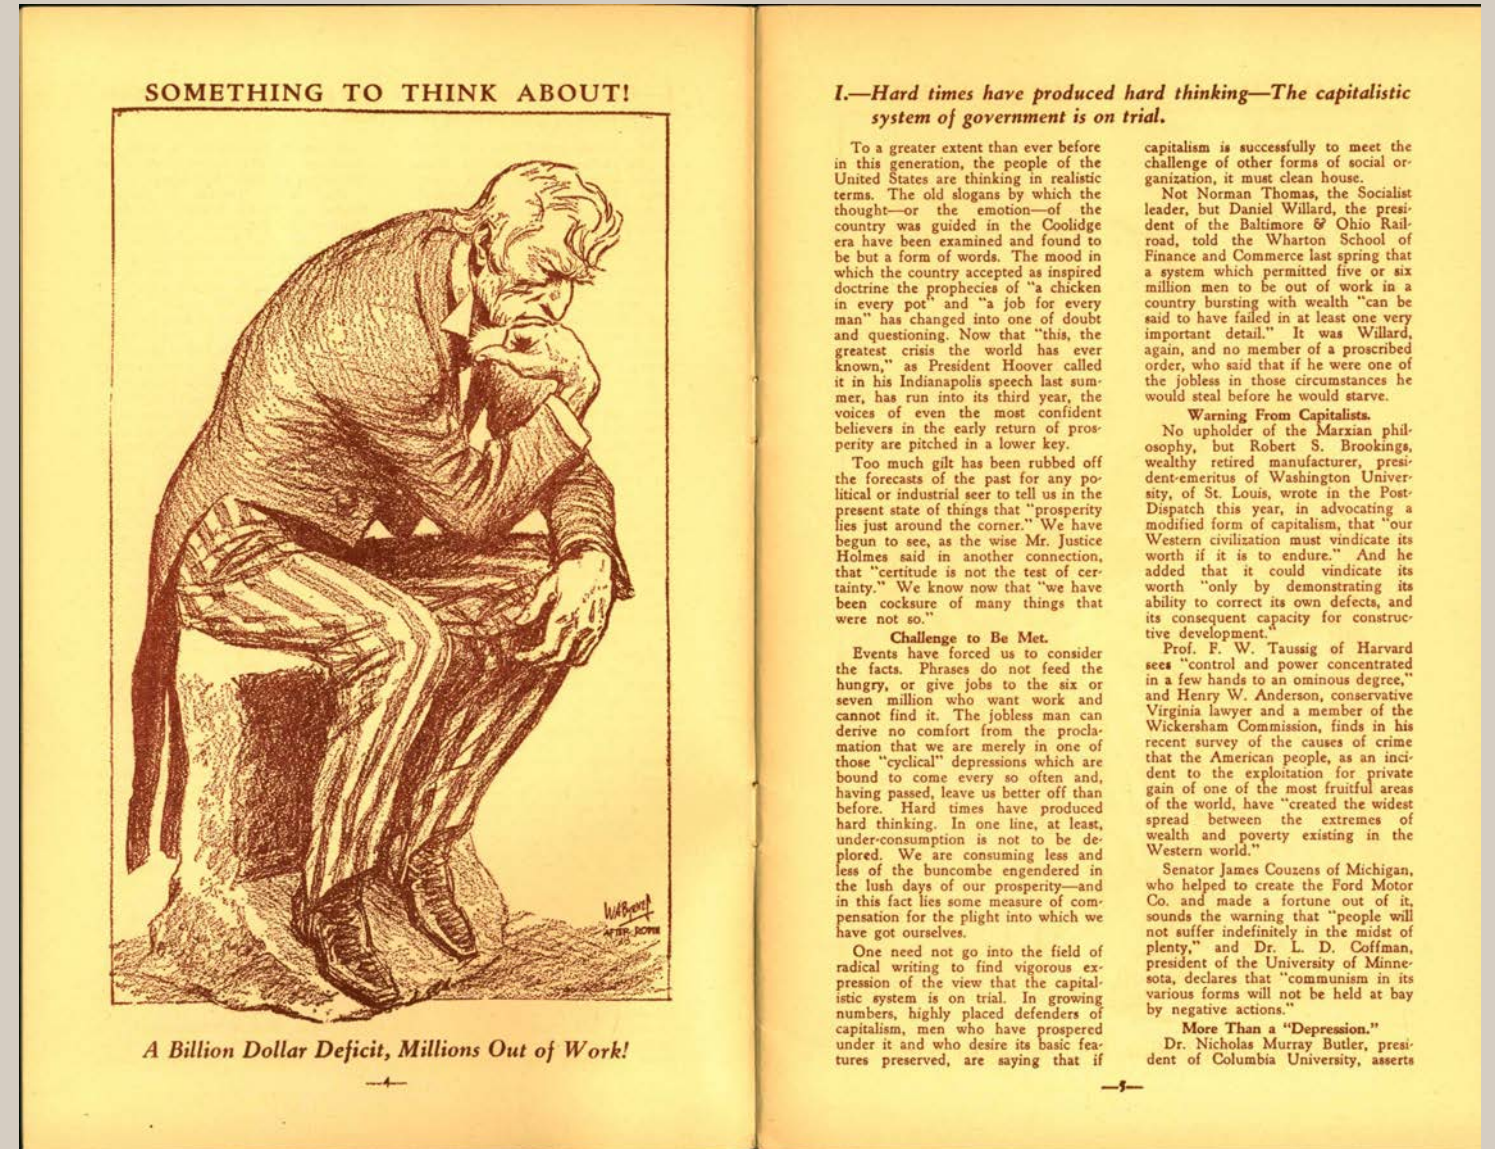 SOMETHING TO THINK ABOUT!
A Billion Dollar Deficit, Millions Out of Work!
—4—
I.—Hard times have produced hard thinking—The capitalistic
system of government is on trial.
To a greater extent than ever before
in this generation, the people of the
United States are thinking in realistic
terms. The old slogans by which the
thought—or the emotion—of the
country was guided in the Coolidge
era have been examined and found to
be but a form of words. The mood in
which the country accepted as inspired
doctrine the prophecies of "a chicken
in every pot" and "a job for every
man" has changed into one of doubt
and questioning. Now that "this, the
greatest crisis the world has ever
known," as President Hoover called
it in his Indianapolis speech last sum-
mer, has run into its third year, the
voices of even the most confident
believers in the early return of pros-
perity are pitched in a lower key.
Too much gilt has been rubbed off
the forecasts of the past for any po-
litical or industrial seer to tell us in the
present state of things that "prosperity
lies just around the corner." We have
begun to see, as the wise Mr. Justice
Holmes said in another connection,
that "certitude is not the test of cer-
tainty." We know now that "we have
been cocksure of many things that
were not so."
Challenge to Be Met.
Events have forced us to consider
the facts. Phrases do not feed the
hungry, or give jobs to the six or
seven million who want work and
cannot find it. The jobless man can
derive no comfort from the procla-
mation that we are merely in one of
those "cyclical" depressions which are
bound to come every so often and,
having passed, leave us better off than
before. Hard times have produced
hard thinking. In one line, at least,
under-consumption is not to be de-
plored. We are consuming less and
less of the buncombe engendered in
the lush days of our prosperity—and
in this fact lies some measure of com-
pensation for the plight into which we
have got ourselves.
One need not go into the field of
radical writing to find vigorous ex-
pression of the view that the capital-
istic system is on trial. In growing
numbers, highly placed defenders of
capitalism, men who have prospered
under it and who desire its basic fea-
tures preserved, are saying that if
capitalism is successfully to meet the
challenge of other forms of social or-
ganization, it must clean house.
Not Norman Thomas, the Socialist
leader, but Daniel Willard, the presi-
dent of the Baltimore & Ohio Rail-
road, told the Wharton School of
Finance and Commerce last spring that
a system which permitted five or six
million men to be out of work in a
country bursting with wealth "can be
said to have failed in at least one very
important detail." It was Willard,
again, and no member of a proscribed
order, who said that if he were one of
the jobless in those circumstances he
would steal before he would starve.
Warning From Capitalists.
No upholder of the Marxian phil-
osophy, but Robert S. Brookings,
wealthy retired manufacturer, presi-
dent-emeritus of Washington Univer-
sity, of St. Louis, wrote in the Post-
Dispatch this year, in advocating a
modified form of capitalism, that "our
Western civilization must vindicate its
worth if it is to endure." And he
added that it could vindicate its
worth "only by demonstrating its
ability to correct its own defects, and
its consequent capacity for construc-
tive development."
Prof. F. W. Taussig of Harvard
sees "control and power concentrated
in a few hands to an ominous degree,"
and Henry W. Anderson, conservative
Virginia lawyer and a member of the
Wickersham Commission, finds in his
recent survey of the causes of crime
that the American people, as an inci-
dent to the exploitation for private
gain of one of the most fruitful areas
of the world, have "created the widest
spread between the extremes of
wealth and poverty existing in the
Western world."
Senator James Couzens of Michigan,
who helped to create the Ford Motor
Co. and made a fortune out of it,
sounds the warning that "people will
not suffer indefinitely in the midst of
plenty," and Dr. L. D. Coffman,
president of the University of Minne-
sota, declares that "communism in its
various forms will not be held at bay
by negative actions."
More Than a "Depression."
Dr. Nicholas Murray Butler, presi-
dent of Columbia University, asserts
—5—